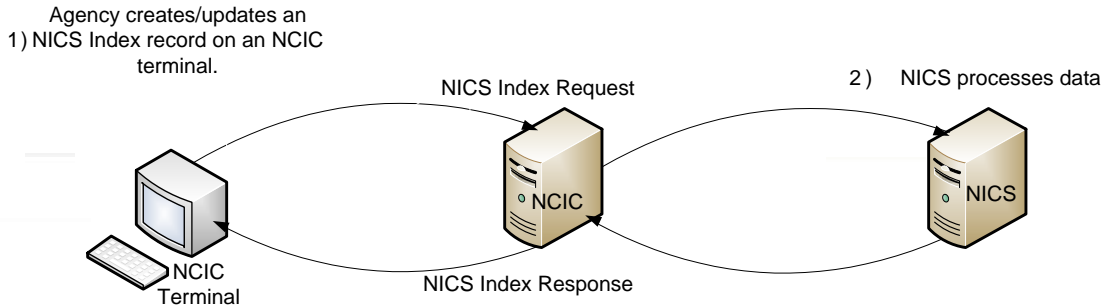 Agency creates/updates an
1) NICS Index record on an NCIC
terminal.
NICS Index Request
2) NICS processes data
NCIC
NICS
NCIC
Terminal
NICS Index Response